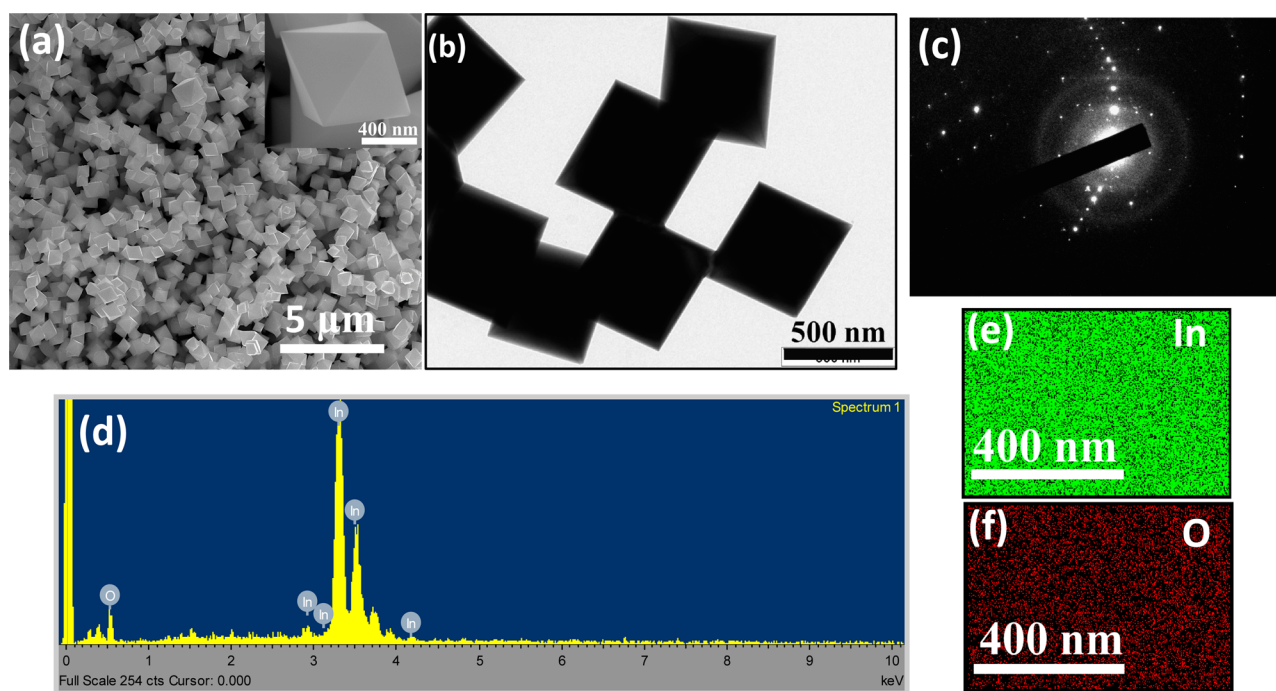 (a)
400 nm
5 μm
(b)
500 nm
(c)
(d)
Spectrum 1
In
In
O
In
In
In
0 1 2 3 4 5 6 7 8 9 10
Full Scale 254 cts Cursor: 0.000 keV
(e) In
400 nm
(f) O
400 nm